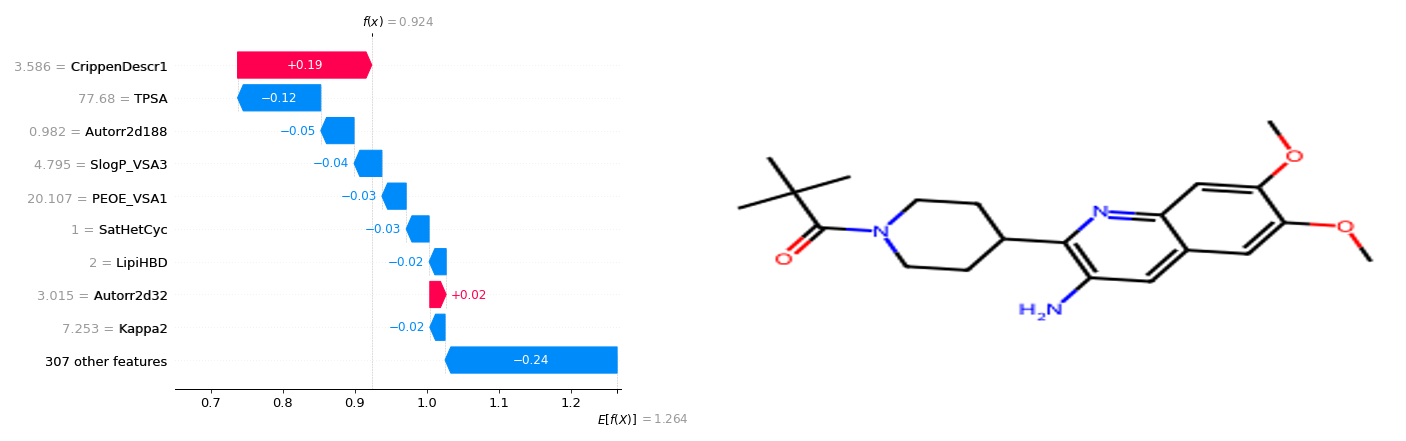 f(x) = 0.924
3.586 = CrippenDescr1
+0.19
77.68 = TPSA
−0.12
0.982 = Autorr2d188
−0.05
4.795 = SlogP_VSA3
−0.04
20.107 = PEOE_VSA1
−0.03
1 = SatHetCyc
−0.03
2 = LipiHBD
−0.02
3.015 = Autorr2d32
+0.02
7.253 = Kappa2
−0.02
307 other features
−0.24
0.7 0.8 0.9 1.0 1.1 1.2
E[f(X)] = 1.264
O
N
H2N
N
O
O